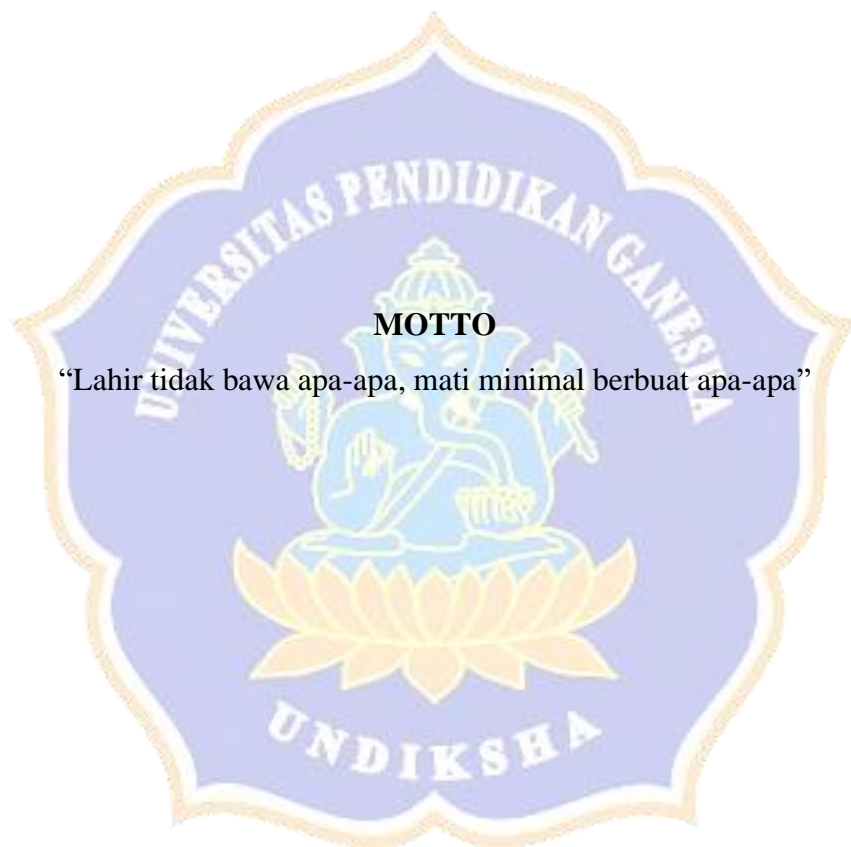 UNIVERSITAS PENDIDIKAN GANESHA
MOTTO
“Lahir tidak bawa apa-apa, mati minimal berbuat apa-apa”
UNDIKSHA